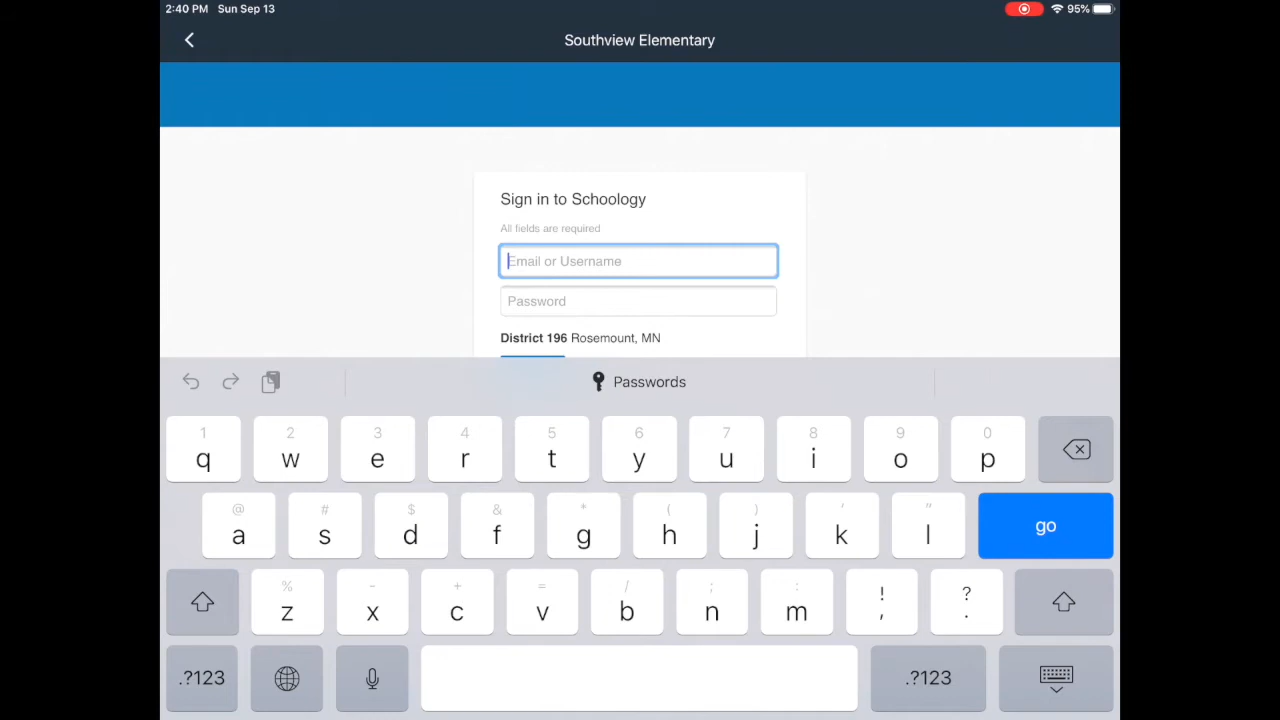 2:40 PM Sun Sep 13
95%
Southview Elementary
Sign in to Schoology
All fields are required
Email or Username
Password
District 196 Rosemount, MN
Passwords
1 2 3 4 5 6 7 8 9 0
q w e r t y u i o p
@ # $ & * ( ) ' "
a s d f g h j k l go
% - + = / ; : ! ?
z x c v b n m , .
.?123 .?123